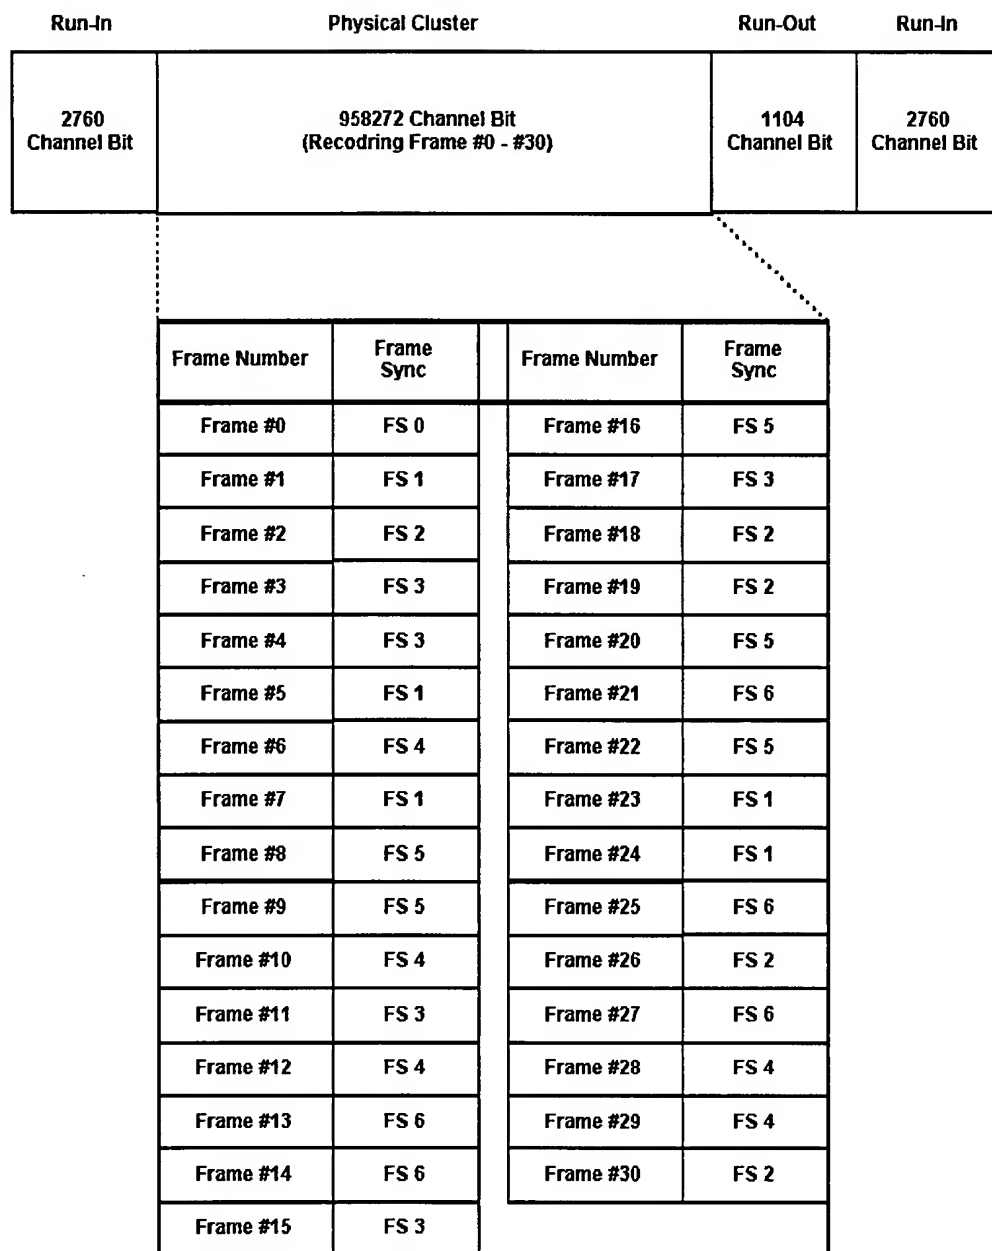 Run-In Physical Cluster Run-Out Run-In
2760
Channel Bit
958272 Channel Bit
(Recodring Frame #0 - #30)
1104
Channel Bit
2760
Channel Bit
Frame Number Frame Sync Frame Number Frame Sync
Frame #0 FS 0 Frame #16 FS 5
Frame #1 FS 1 Frame #17 FS 3
Frame #2 FS 2 Frame #18 FS 2
Frame #3 FS 3 Frame #19 FS 2
Frame #4 FS 3 Frame #20 FS 5
Frame #5 FS 1 Frame #21 FS 6
Frame #6 FS 4 Frame #22 FS 5
Frame #7 FS 1 Frame #23 FS 1
Frame #8 FS 5 Frame #24 FS 1
Frame #9 FS 5 Frame #25 FS 6
Frame #10 FS 4 Frame #26 FS 2
Frame #11 FS 3 Frame #27 FS 6
Frame #12 FS 4 Frame #28 FS 4
Frame #13 FS 6 Frame #29 FS 4
Frame #14 FS 6 Frame #30 FS 2
Frame #15 FS 3